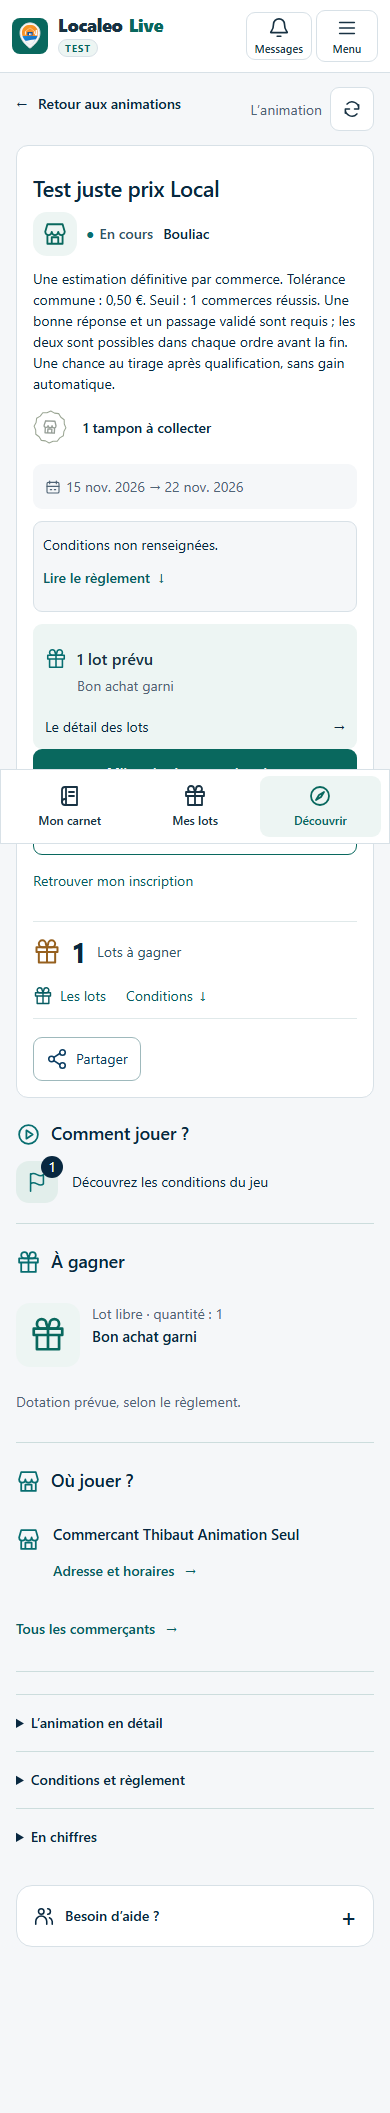 Localeo Live
TEST
Messages
Menu
← Retour aux animations
L'animation
Test juste prix Local
• En cours Bouliac
Une estimation définitive par commerce. Tolérance
commune : 0,50 €. Seuil : 1 commerces réussis. Une
bonne réponse et un passage validé sont requis ; les
deux sont possibles dans chaque ordre avant la fin.
Une chance au tirage après qualification, sans gain
automatique.
1 tampon à collecter
15 nov. 2026 → 22 nov. 2026
Conditions non renseignées.
Lire le règlement ↓
1 lot prévu
Bon achat garni
Le détail des lots →
Mon carnet
Mes lots
Découvrir
Retrouver mon inscription
1 Lots à gagner
Les lots
Conditions ↓
Partager
Comment jouer ?
1
Découvrez les conditions du jeu
À gagner
Lot libre · quantité : 1
Bon achat garni
Dotation prévue, selon le règlement.
Où jouer ?
Commercant Thibaut Animation Seul
Adresse et horaires →
Tous les commerçants →
▶ L'animation en détail
▶ Conditions et règlement
▶ En chiffres
Besoin d'aide ? +